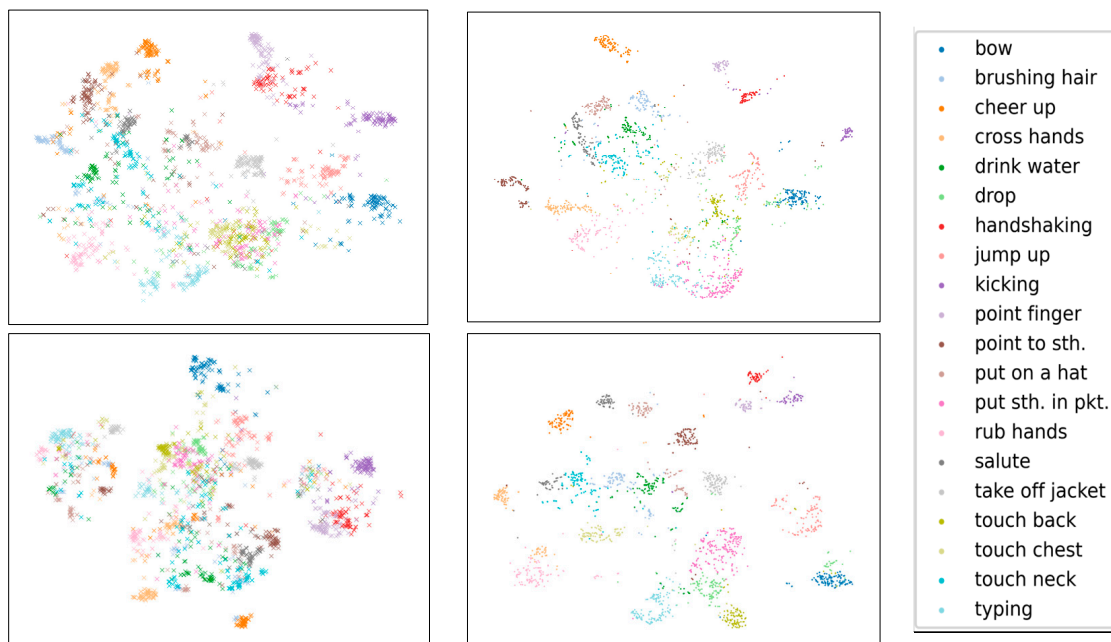 bow
brushing hair
cheer up
cross hands
drink water
drop
handshaking
jump up
kicking
point finger
point to sth.
put on a hat
put sth. in pkt.
rub hands
salute
take off jacket
touch back
touch chest
touch neck
typing